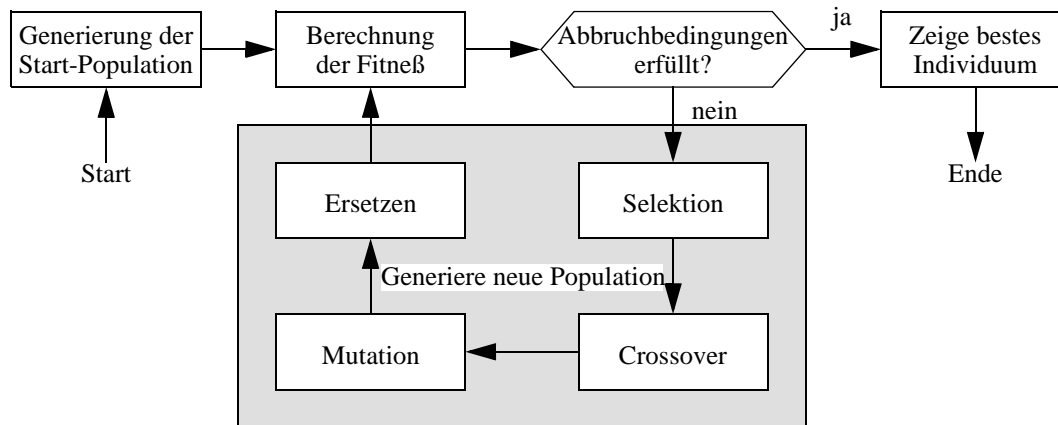 Generierung der
Start-Population
Berechnung
der Fitneß
Abbruchbedingungen
erfüllt?
ja
Zeige bestes
Individuum
nein
Start
Ende
Ersetzen
Selektion
Generiere neue Population
Mutation
Crossover